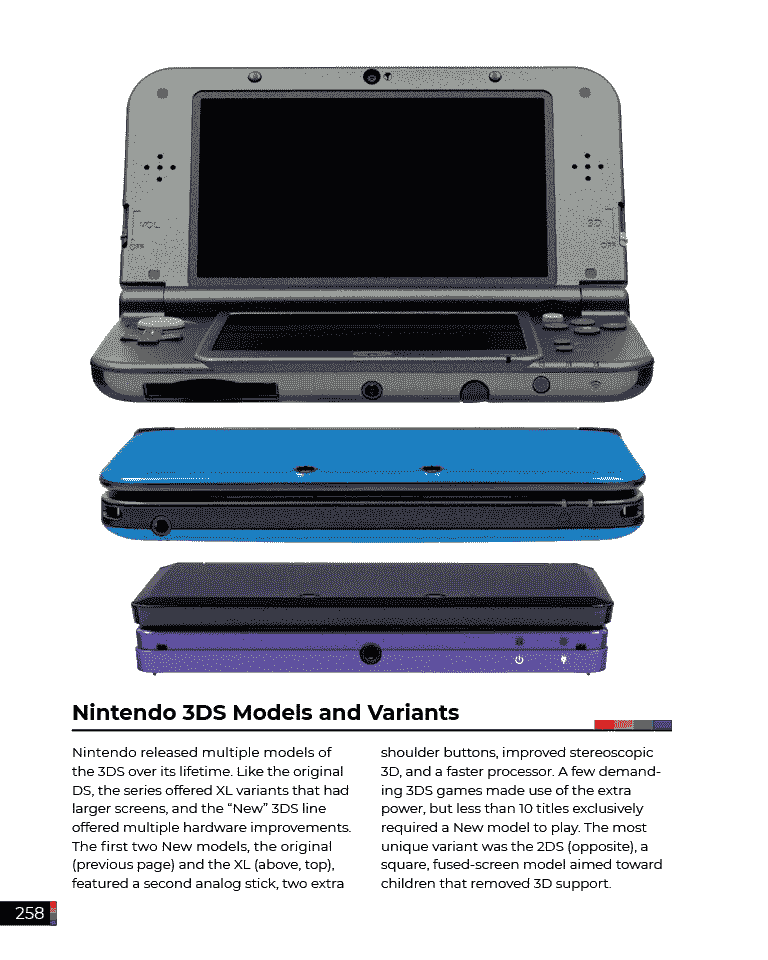 VOL
OFF
3D
OFF
Nintendo 3DS Models and Variants
Nintendo released multiple models of
the 3DS over its lifetime. Like the original
DS, the series offered XL variants that had
larger screens, and the “New” 3DS line
offered multiple hardware improvements.
The first two New models, the original
(previous page) and the XL (above, top),
featured a second analog stick, two extra
shoulder buttons, improved stereoscopic
3D, and a faster processor. A few demand-
ing 3DS games made use of the extra
power, but less than 10 titles exclusively
required a New model to play. The most
unique variant was the 2DS (opposite), a
square, fused-screen model aimed toward
children that removed 3D support.
258